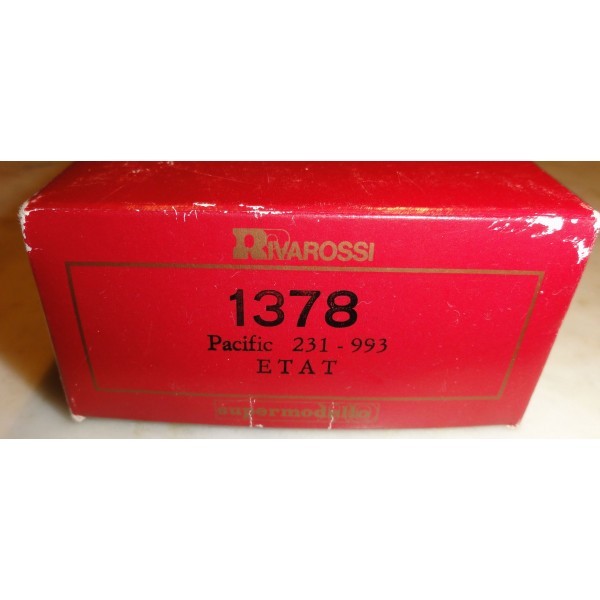 RIVAROSSI
1378
Pacific 231-993
ETAT
supermodello